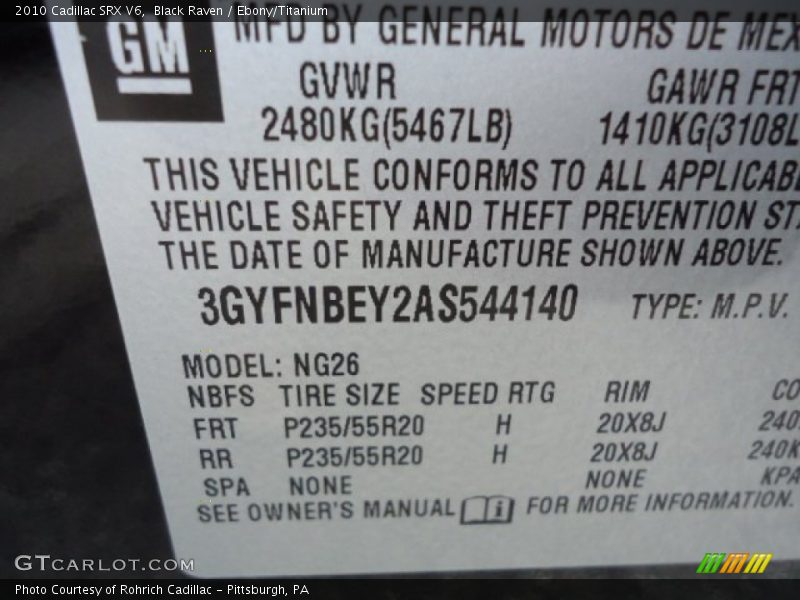 2010 Cadillac SRX V6,  Black Raven / Ebony/Titanium
GM
MFD BY GENERAL MOTORS DE MEX
GVWR GAWR FRT
2480KG(5467LB) 1410KG(3108L
THIS VEHICLE CONFORMS TO ALL APPLICABL
VEHICLE SAFETY AND THEFT PREVENTION ST
THE DATE OF MANUFACTURE SHOWN ABOVE.
3GYFNBEY2AS544140 TYPE: M.P.V.
MODEL: NG26
NBFS TIRE SIZE SPEED RTG RIM CO
FRT P235/55R20 H 20X8J 240
RR P235/55R20 H 20X8J 240K
SPA NONE NONE KPA
SEE OWNER'S MANUAL i FOR MORE INFORMATION.
GTCARLOT.COM
Photo Courtesy of Rohrich Cadillac - Pittsburgh, PA